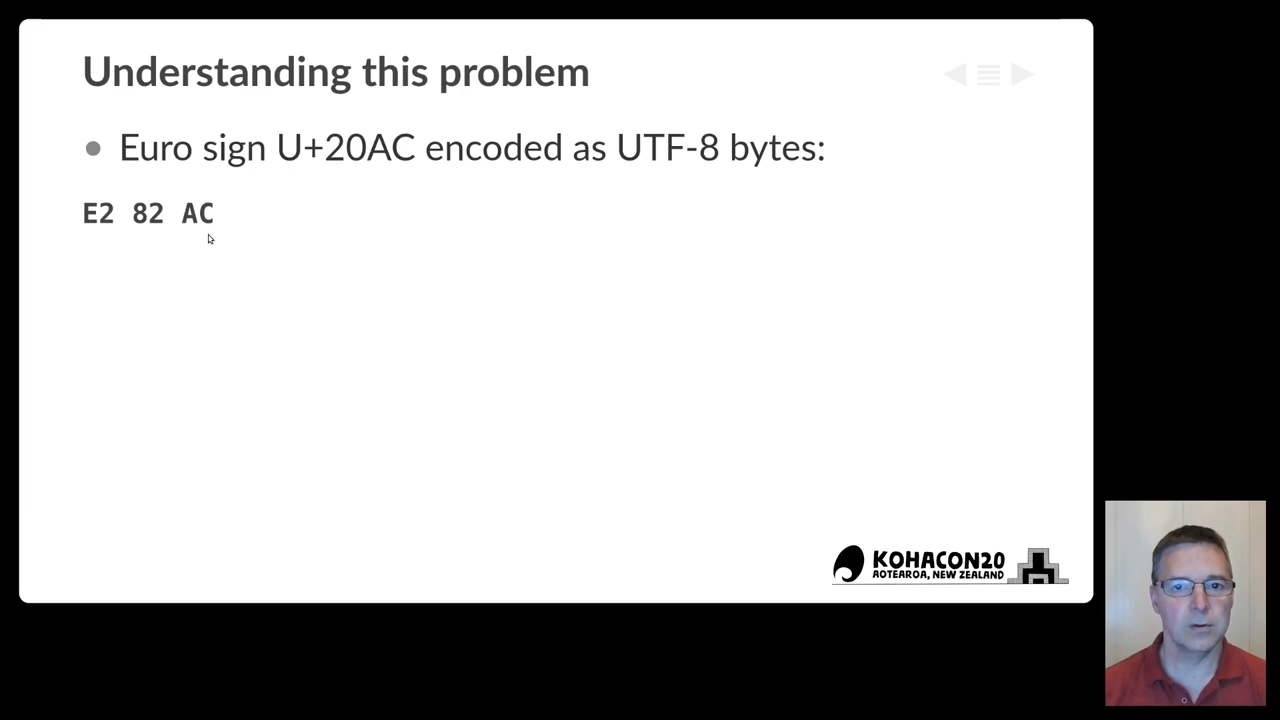 Understanding this problem
Euro sign U+20AC encoded as UTF-8 bytes:
E2 82 AC
KOHACON20
AOTEAROA, NEW ZEALAND